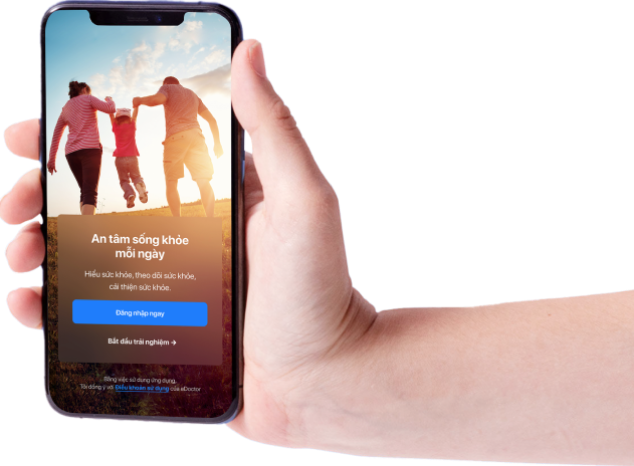 An tâm sống khỏe
mỗi ngày
Hiểu sức khỏe, theo dõi sức khỏe,
cải thiện sức khỏe.
Đăng nhập ngay
Bắt đầu trải nghiệm →
Bằng việc sử dụng ứng dụng,
Tôi đồng ý với Điều khoản sử dụng của eDoctor